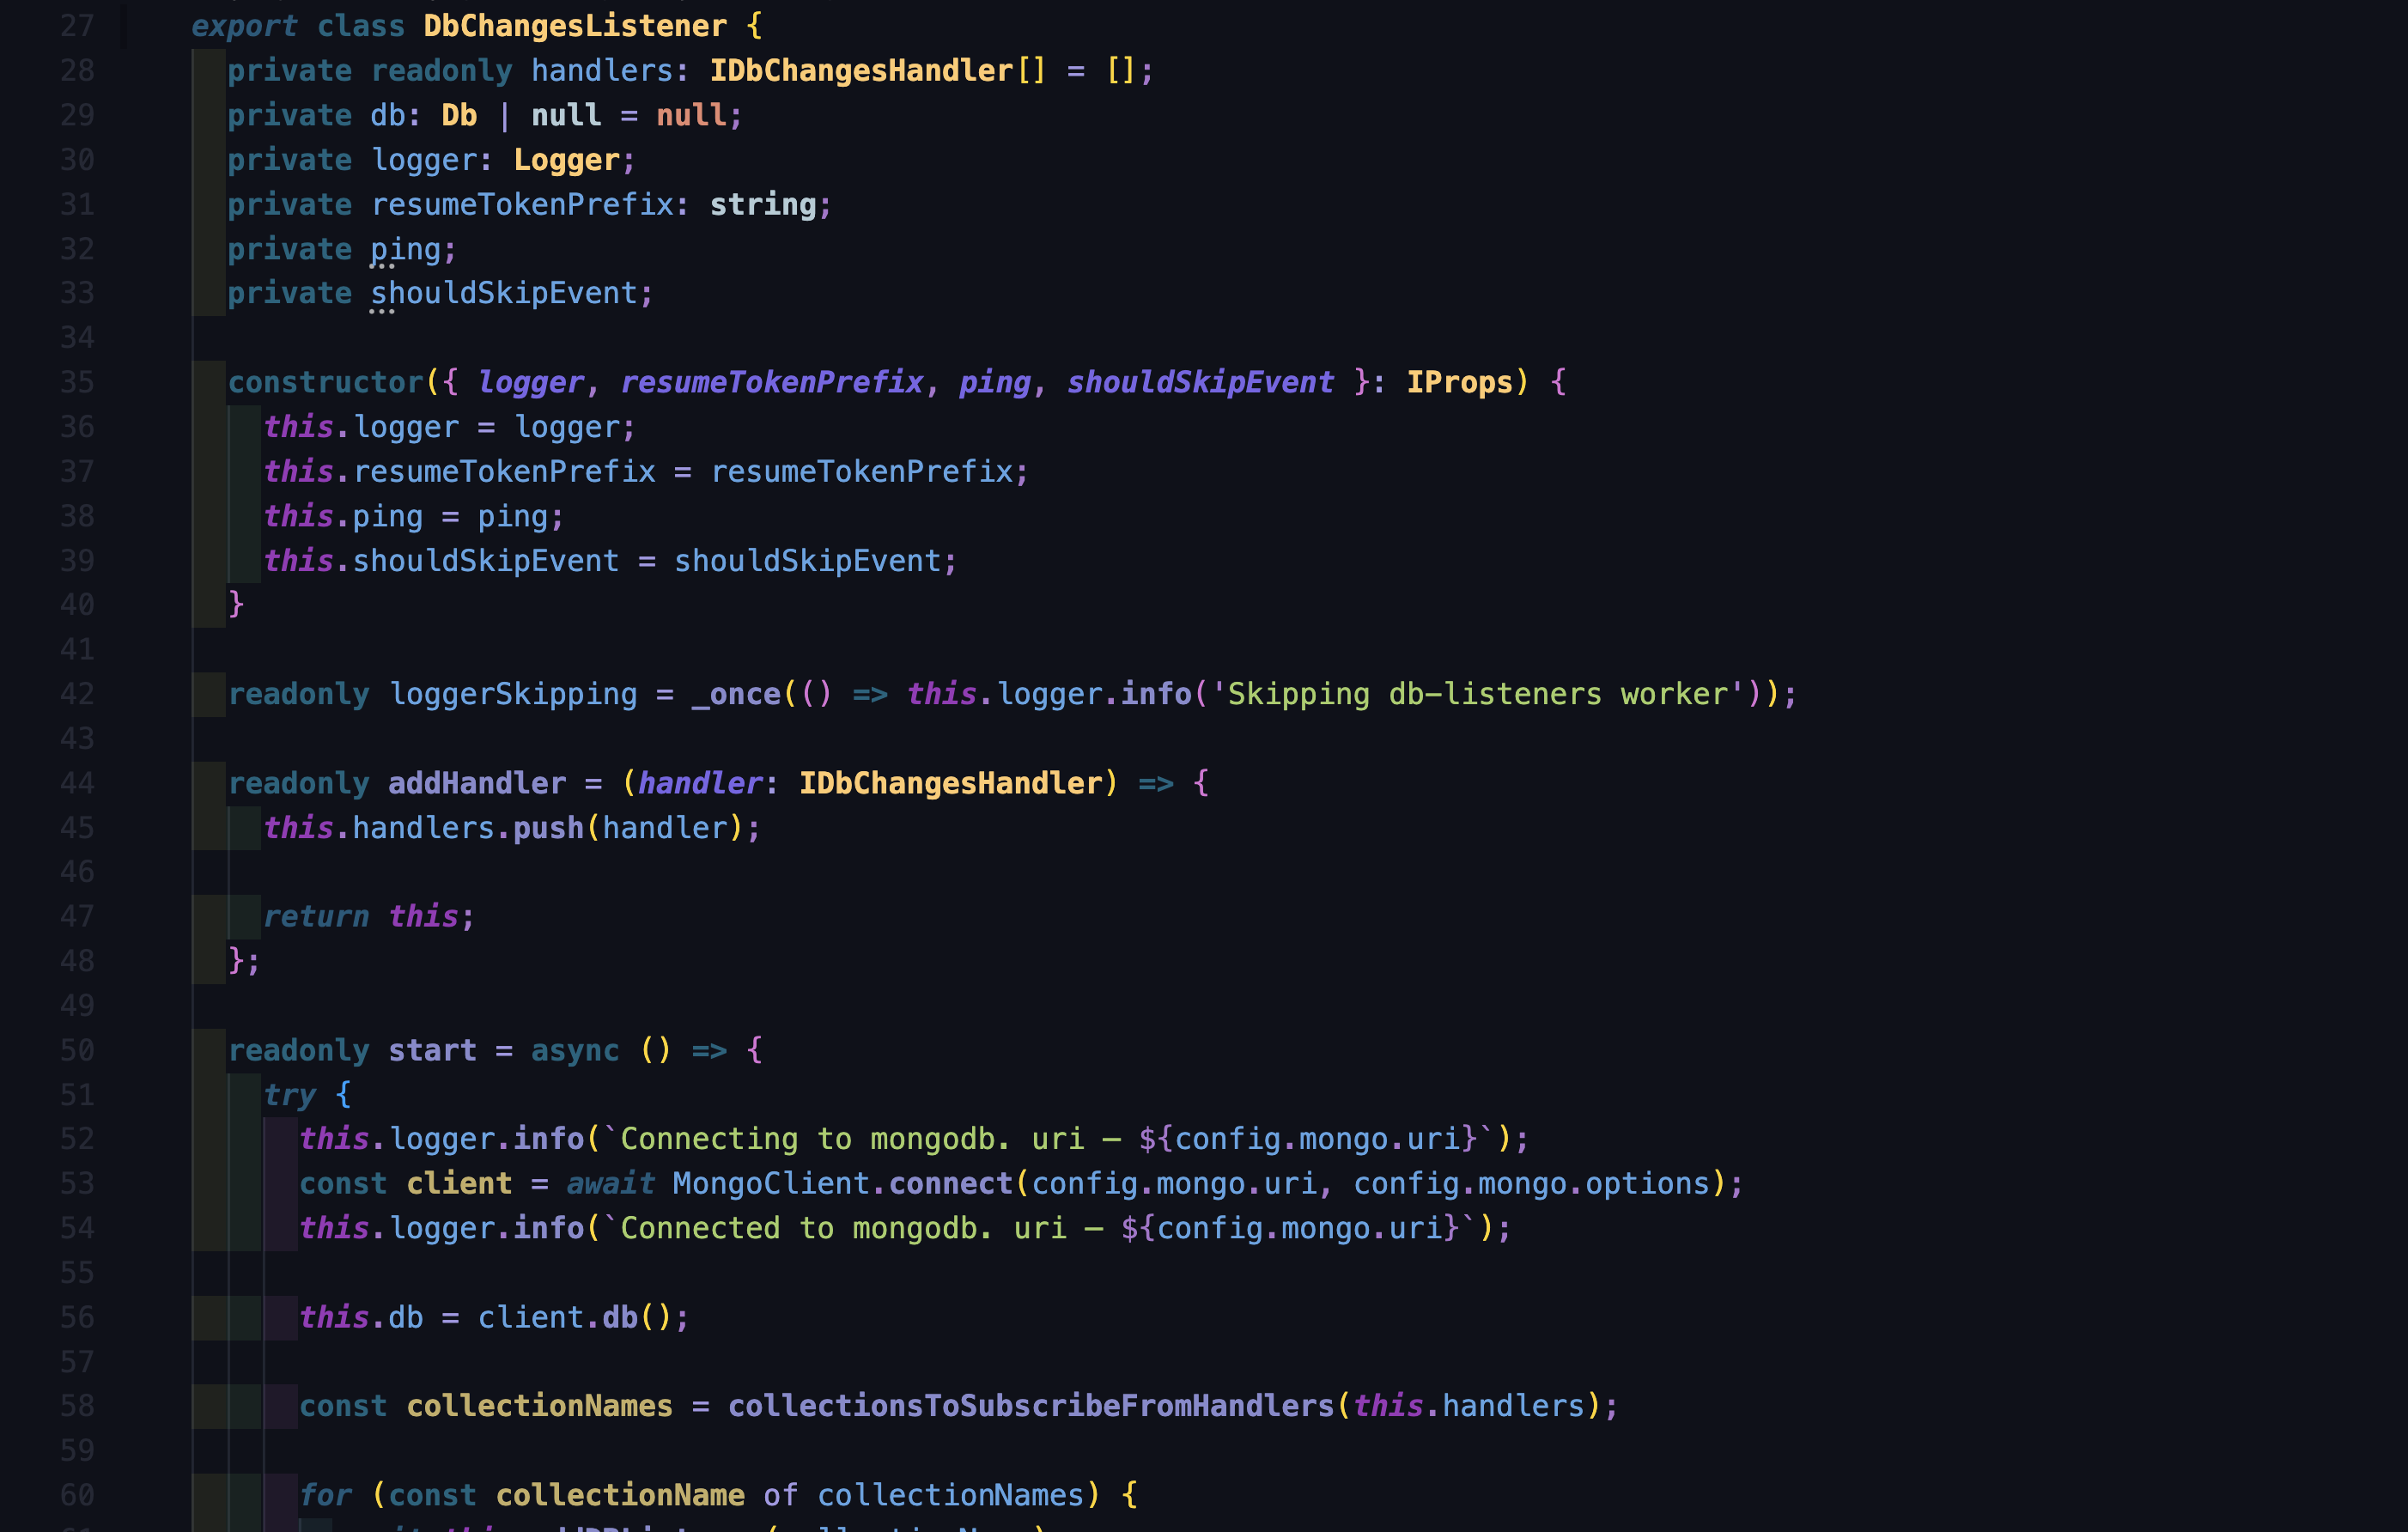 27 export class DbChangesListener {
28 private readonly handlers: IDbChangesHandler[] = [];
29 private db: Db | null = null;
30 private logger: Logger;
31 private resumeTokenPrefix: string;
32 private ping;
33 private shouldSkipEvent;
34
35 constructor({ logger, resumeTokenPrefix, ping, shouldSkipEvent }: IProps) {
36 this.logger = logger;
37 this.resumeTokenPrefix = resumeTokenPrefix;
38 this.ping = ping;
39 this.shouldSkipEvent = shouldSkipEvent;
40 }
41
42 readonly loggerSkipping = _once(() => this.logger.info('Skipping db-listeners worker'));
43
44 readonly addHandler = (handler: IDbChangesHandler) => {
45 this.handlers.push(handler);
46
47 return this;
48 };
49
50 readonly start = async () => {
51 try {
52 this.logger.info(`Connecting to mongodb. uri – ${config.mongo.uri}`);
53 const client = await MongoClient.connect(config.mongo.uri, config.mongo.options);
54 this.logger.info(`Connected to mongodb. uri – ${config.mongo.uri}`);
55
56 this.db = client.db();
57
58 const collectionNames = collectionsToSubscribeFromHandlers(this.handlers);
59
60 for (const collectionName of collectionNames) {